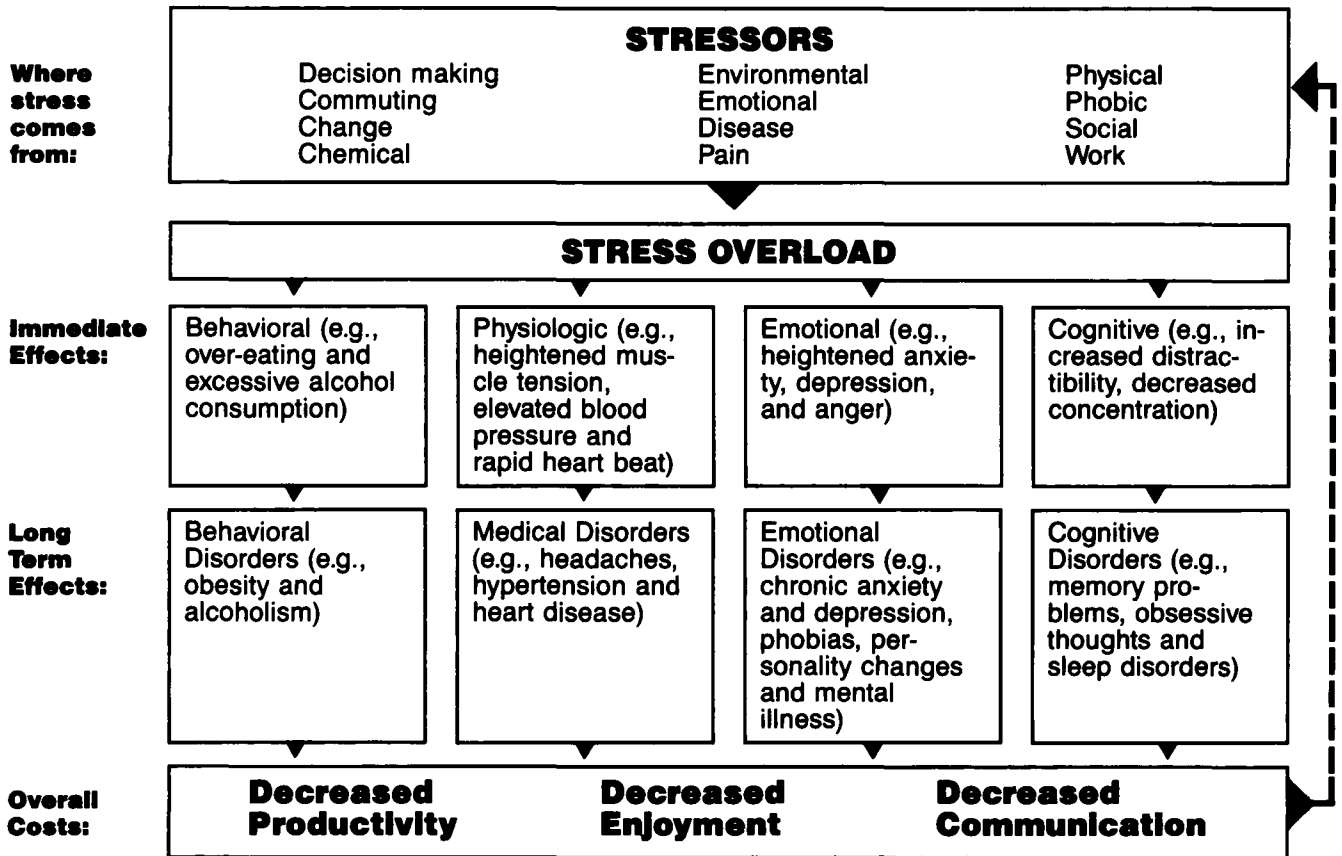 STRESSORS
Where
stress
comes
from:
Decision making
Commuting
Change
Chemical
Environmental
Emotional
Disease
Pain
Physical
Phobic
Social
Work
STRESS OVERLOAD
Immediate
Effects:
Behavioral (e.g.,
over-eating and
excessive alcohol
consumption)
Physiologic (e.g.,
heightened mus-
cle tension,
elevated blood
pressure and
rapid heart beat)
Emotional (e.g.,
heightened anxie-
ty, depression,
and anger)
Cognitive (e.g., in-
creased distrac-
tibility, decreased
concentration)
Long
Term
Effects:
Behavioral
Disorders (e.g.,
obesity and
alcoholism)
Medical Disorders
(e.g., headaches,
hypertension and
heart disease)
Emotional
Disorders (e.g.,
chronic anxiety
and depression,
phobias, per-
sonality changes
and mental
illness)
Cognitive
Disorders (e.g.,
memory pro-
blems, obsessive
thoughts and
sleep disorders)
Overall
Costs:
Decreased
Productivity
Decreased
Enjoyment
Decreased
Communication